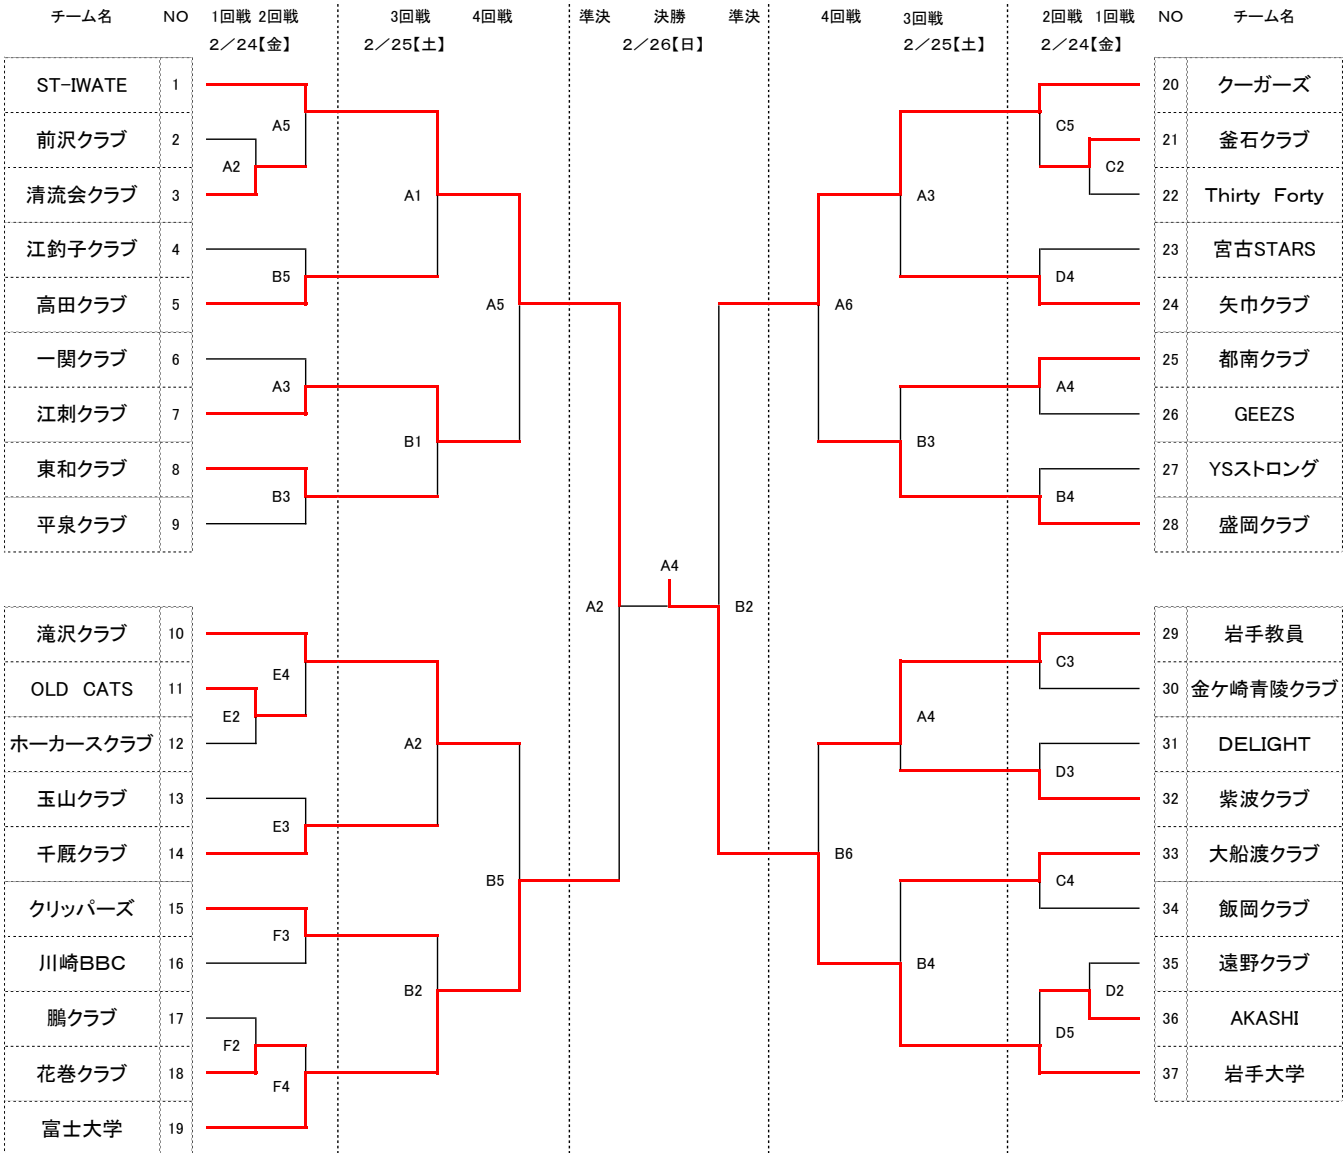 チーム名 NO 1回戦 2回戦 3回戦 4回戦 準決 決勝 準決 4回戦 3回戦 2回戦 1回戦 NO チーム名
2／24【金】 2／25【土】 2／26【日】 2／25【土】 2／24【金】
ST-IWATE 1
前沢クラブ 2
清流会クラブ 3
江釣子クラブ 4
高田クラブ 5
一関クラブ 6
江刺クラブ 7
東和クラブ 8
平泉クラブ 9
滝沢クラブ 10
OLD CATS 11
ホーカースクラブ 12
玉山クラブ 13
千厩クラブ 14
クリッパーズ 15
川崎BBC 16
鵬クラブ 17
花巻クラブ 18
富士大学 19
A5
A2
B5
A3
B3
E4
E2
E3
F3
F2
F4
A1
B1
A2
B2
A5
B5
A2
A4
B2
A6
B6
A3
B3
A4
B4
C5
C2
D4
A4
B4
C3
D3
C4
D2
D5
20 クーガーズ
21 釜石クラブ
22 Thirty Forty
23 宮古STARS
24 矢巾クラブ
25 都南クラブ
26 GEEZS
27 YSストロング
28 盛岡クラブ
29 岩手教員
30 金ケ崎青陵クラブ
31 DELIGHT
32 紫波クラブ
33 大船渡クラブ
34 飯岡クラブ
35 遠野クラブ
36 AKASHI
37 岩手大学